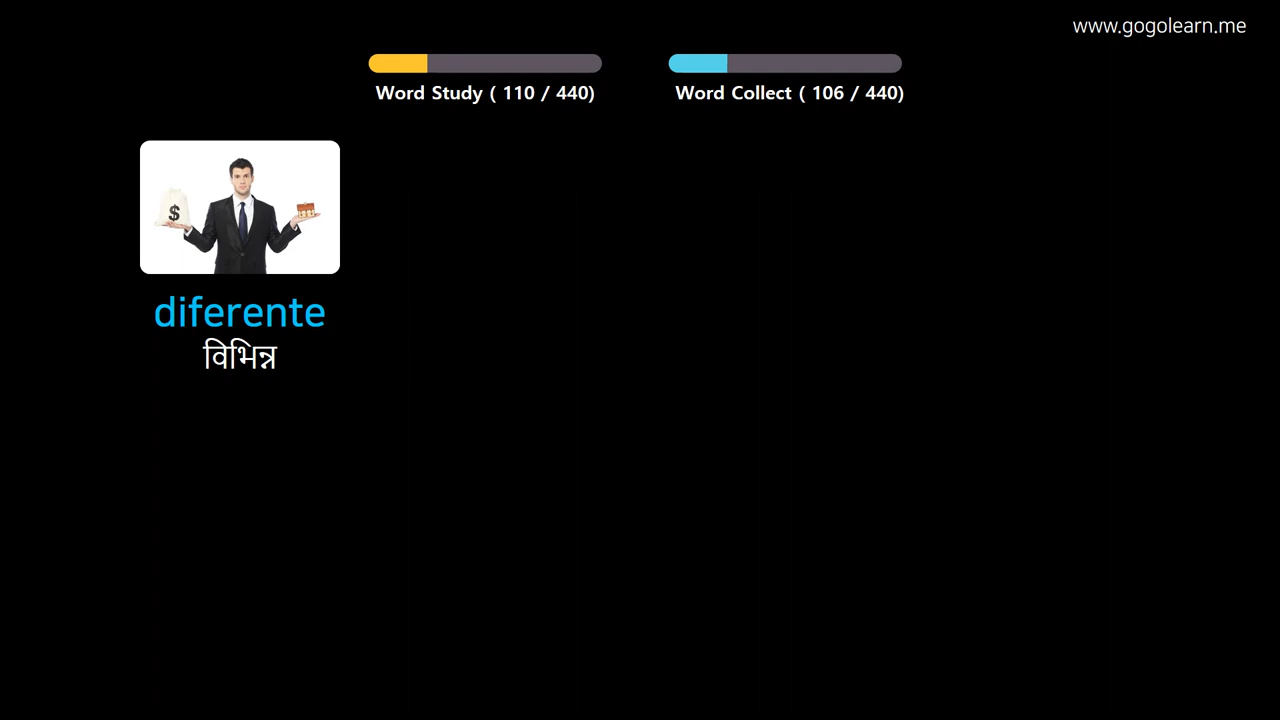 www.gogolearn.me
Word Study ( 110 / 440)
Word Collect ( 106 / 440)
$
diferente
विभिन्न